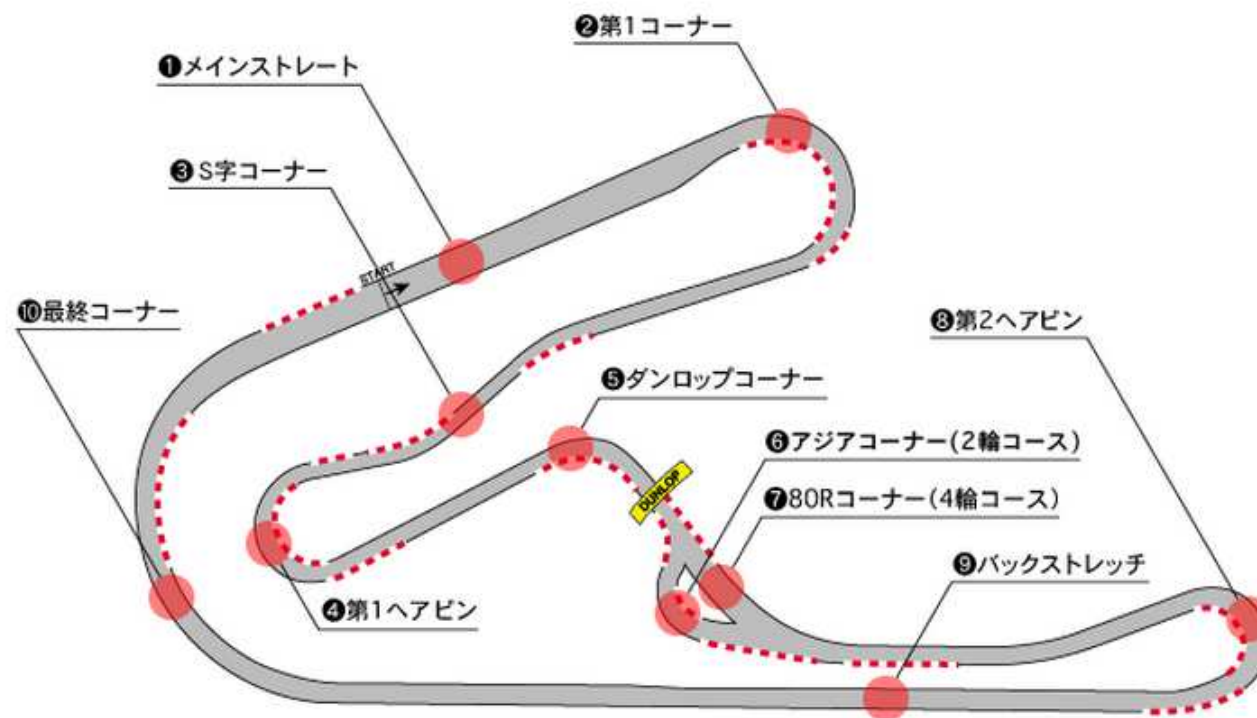 ❷第1コーナー
❶メインストレート
❸S字コーナー
START
❿最終コーナー
❽第2ヘアピン
❺ダンロップコーナー
❻アジアコーナー(2輪コース)
DUNLOP
❼80Rコーナー(4輪コース)
❾バックストレッチ
❹第1ヘアピン